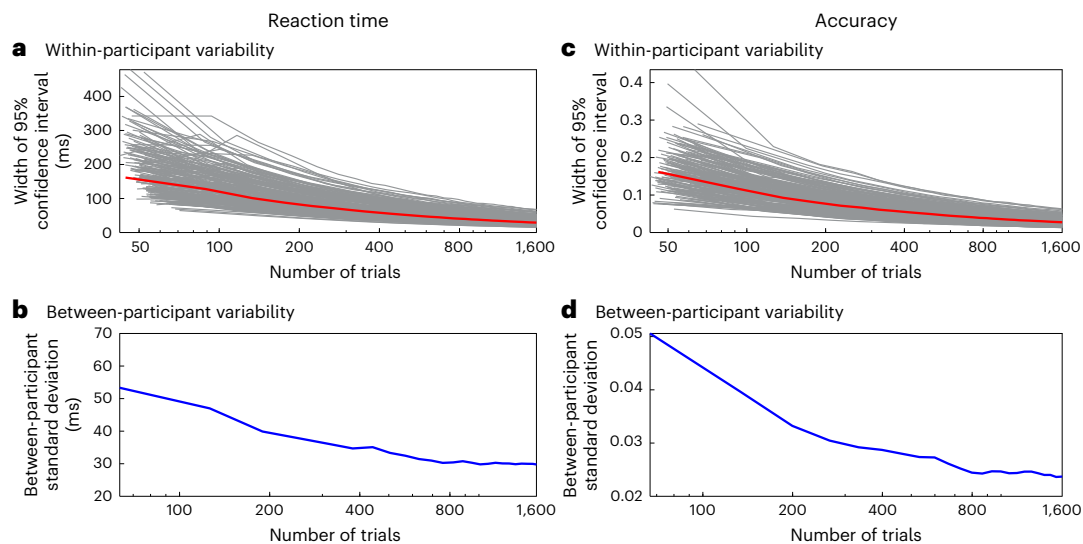 Reaction time
a Within-participant variability
Width of 95%
confidence interval
(ms)
400
300
200
100
0
50 100 200 400 800 1,600
Number of trials
b Between-participant variability
Between-participant
standard deviation
(ms)
70
60
50
40
30
20
100 200 400 800 1,600
Number of trials
Accuracy
c Within-participant variability
Width of 95%
confidence interval
0.4
0.3
0.2
0.1
0
50 100 200 400 800 1,600
Number of trials
d Between-participant variability
Between-participant
standard deviation
0.05
0.04
0.03
0.02
100 200 400 800 1,600
Number of trials